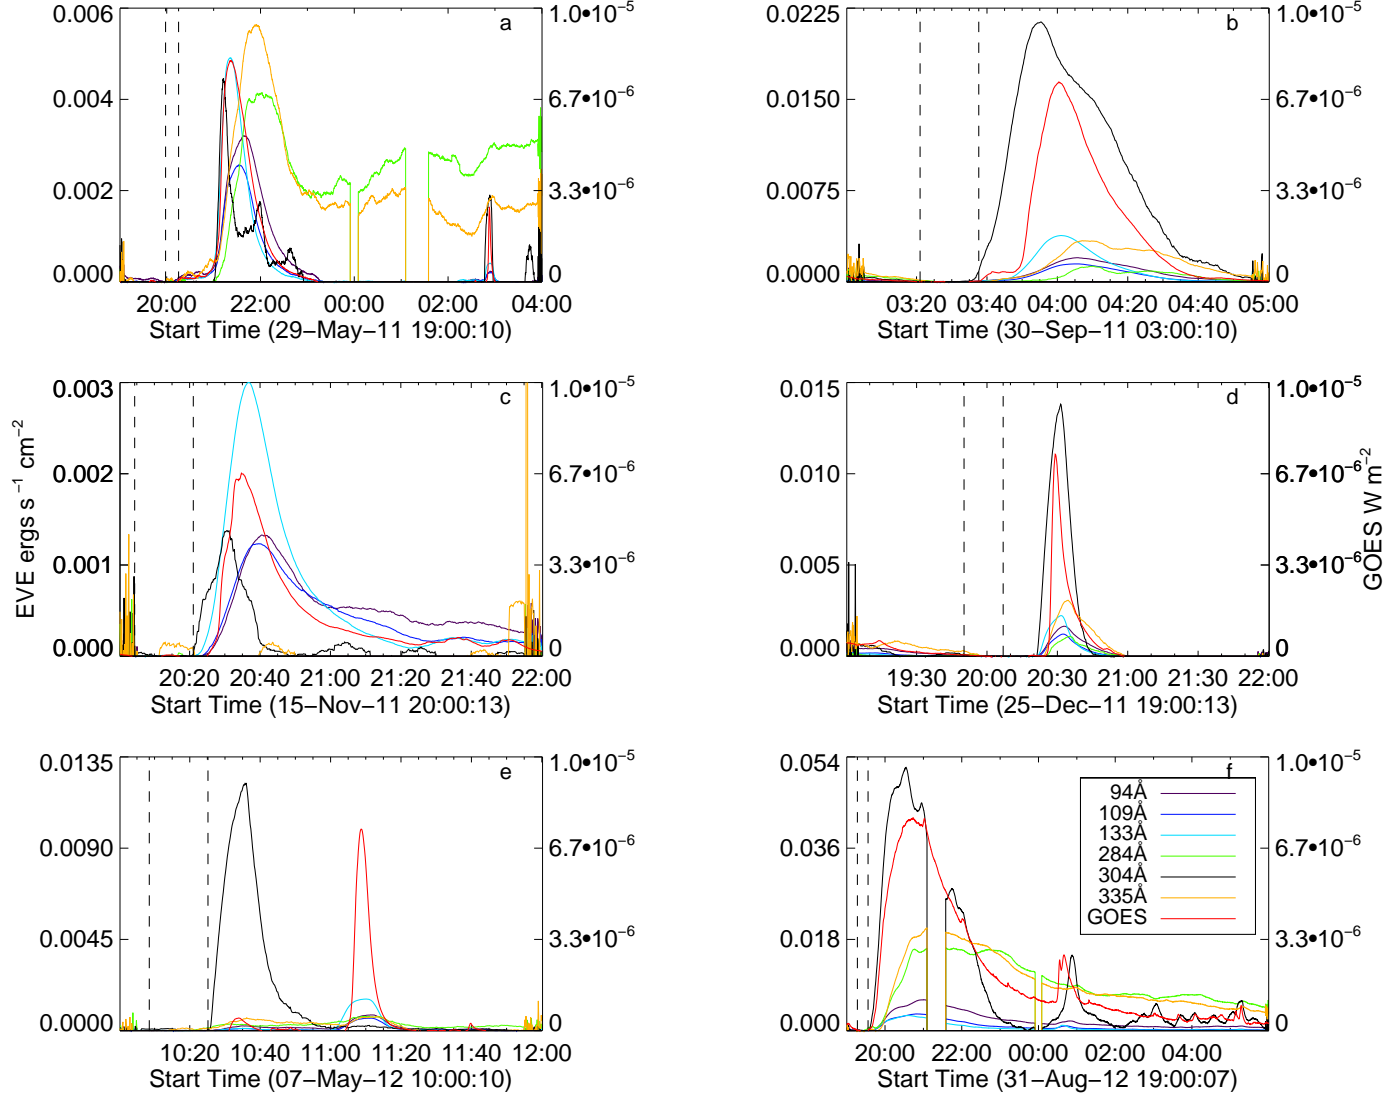 a
0.006
0.004
0.002
0.000
1.0•10⁻⁵
6.7•10⁻⁶
3.3•10⁻⁶
0
20:00 22:00 00:00 02:00 04:00
Start Time (29−May−11 19:00:10)
b
0.0225
0.0150
0.0075
0.0000
1.0•10⁻⁵
6.7•10⁻⁶
3.3•10⁻⁶
0
03:20 03:40 04:00 04:20 04:40 05:00
Start Time (30−Sep−11 03:00:10)
EVE ergs s⁻¹ cm⁻²
c
0.003
0.002
0.001
0.000
1.0•10⁻⁵
6.7•10⁻⁶
3.3•10⁻⁶
0
20:20 20:40 21:00 21:20 21:40 22:00
Start Time (15−Nov−11 20:00:13)
d
0.015
0.010
0.005
0.000
1.0•10⁻⁵
6.7•10⁻⁶
3.3•10⁻⁶
0
19:30 20:00 20:30 21:00 21:30 22:00
Start Time (25−Dec−11 19:00:13)
GOES W m⁻²
e
0.0135
0.0090
0.0045
0.0000
1.0•10⁻⁵
6.7•10⁻⁶
3.3•10⁻⁶
0
10:20 10:40 11:00 11:20 11:40 12:00
Start Time (07−May−12 10:00:10)
f
0.054
0.036
0.018
0.000
1.0•10⁻⁵
6.7•10⁻⁶
3.3•10⁻⁶
0
94Å
109Å
133Å
284Å
304Å
335Å
GOES
20:00 22:00 00:00 02:00 04:00
Start Time (31−Aug−12 19:00:07)